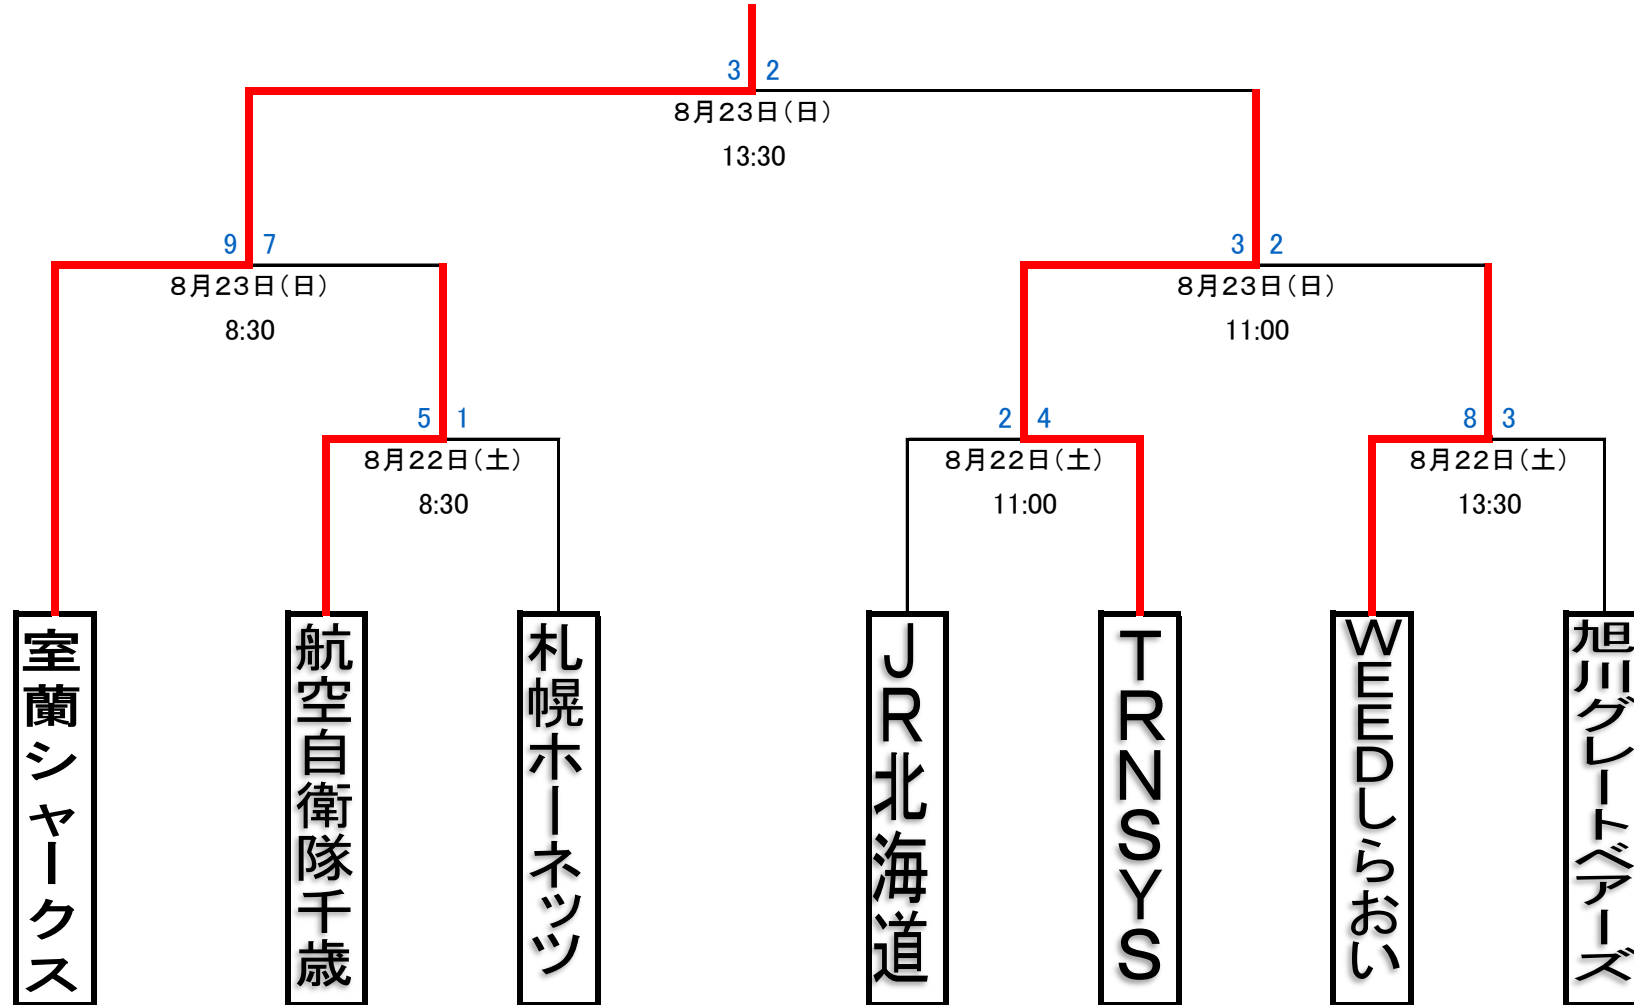 3 2
8月23日(日)
13:30
9 7
8月23日(日)
8:30
3 2
8月23日(日)
11:00
5 1
8月22日(土)
8:30
2 4
8月22日(土)
11:00
8 3
8月22日(土)
13:30
室蘭シャークス
航空自衛隊千歳
札幌ホーネッツ
JR北海道
TRNSYS
WEEDしらおい
旭川グレートベアーズ